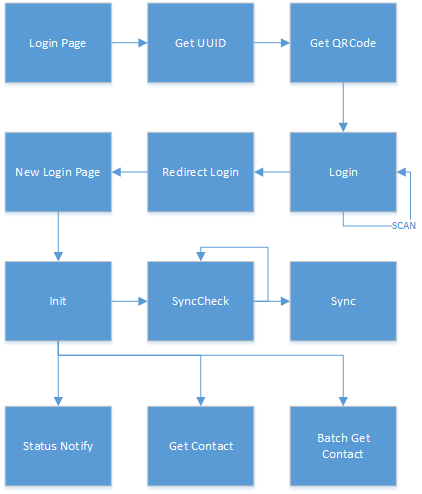 Login Page
Get UUID
Get QRCode
New Login Page
Redirect Login
Login
SCAN
Init
SyncCheck
Sync
Status Notify
Get Contact
Batch Get
Contact